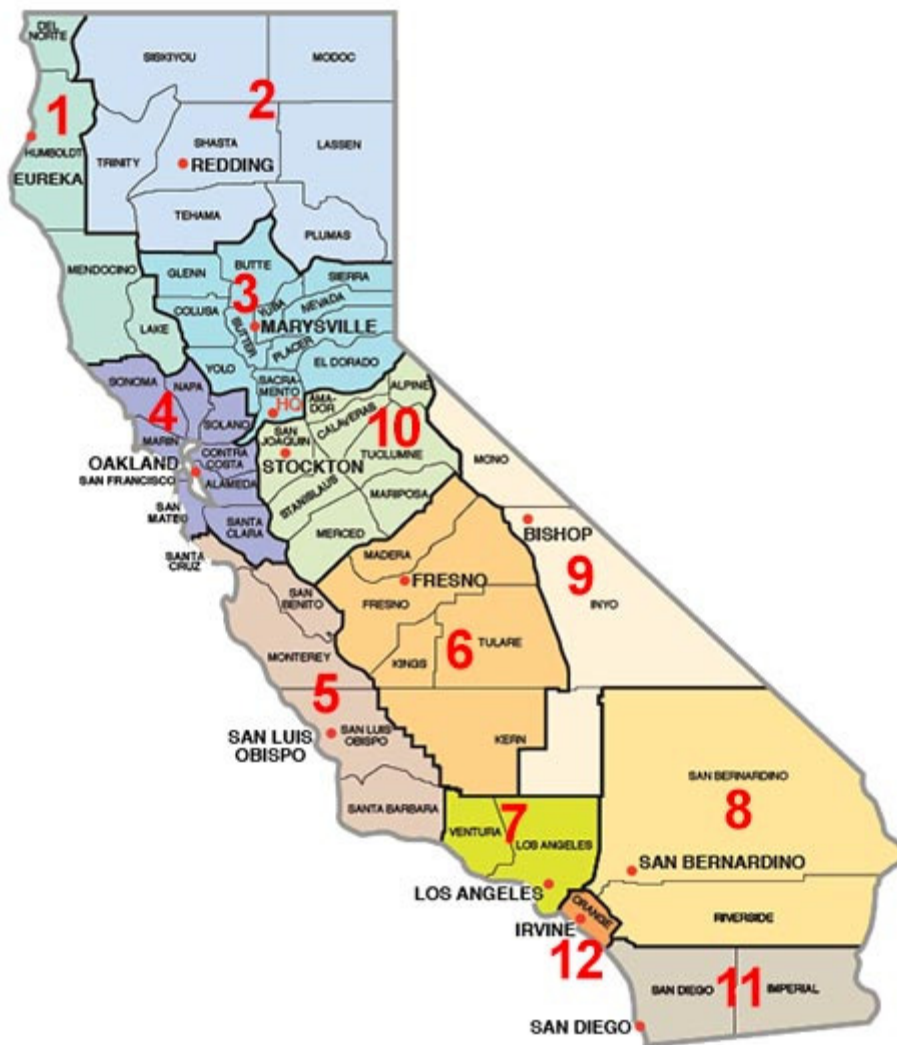 DEL
NORTE
SISKIYOU
MODOC
1
2
HUMBOLDT
EUREKA
TRINITY
SHASTA
REDDING
LASSEN
TEHAMA
PLUMAS
MENDOCINO
GLENN
BUTTE
SIERRA
3
YUBA
NEVADA
COLUSA
MARYSVILLE
LAKE
SUTTER
PLACER
YOLO
EL DORADO
SONOMA
NAPA
SACRA-
MENTO
HQ
AMA-
DOR
ALPINE
4
SOLANO
CALAVERAS
10
MARIN
SAN
JOAQUIN
CONTRA
COSTA
OAKLAND
STOCKTON
TUOLUMNE
MONO
SAN FRANCISCO
ALAMEDA
STANISLAUS
MARIPOSA
SAN
MATEO
SANTA
CLARA
MERCED
BISHOP
SANTA
CRUZ
MADERA
9
FRESNO
SAN
BENITO
FRESNO
INYO
6
TULARE
MONTEREY
KINGS
5
SAN LUIS
OBISPO
SAN LUIS
OBISPO
KERN
SAN BERNARDINO
8
SANTA BARBARA
VENTURA
7
LOS ANGELES
SAN BERNARDINO
LOS ANGELES
ORANGE
RIVERSIDE
IRVINE
12
SAN DIEGO
11
IMPERIAL
SAN DIEGO